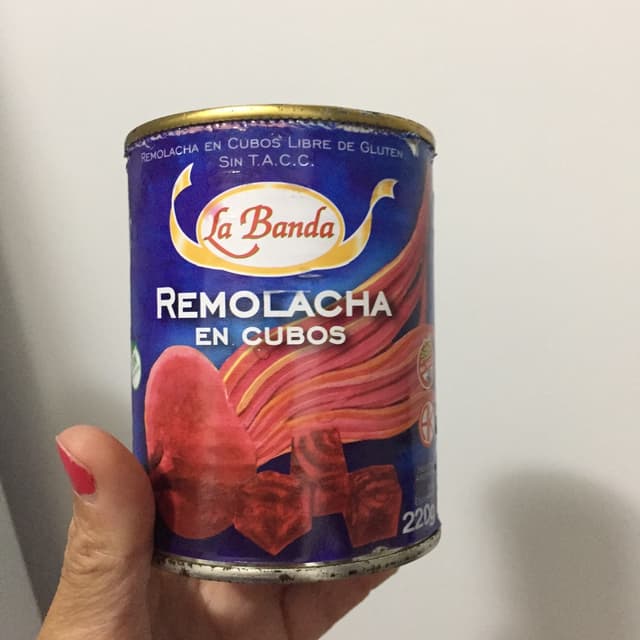 REMOLACHA EN CUBOS LIBRE DE GLUTEN
SIN T.A.C.C.
La Banda
REMOLACHA
EN CUBOS
220g